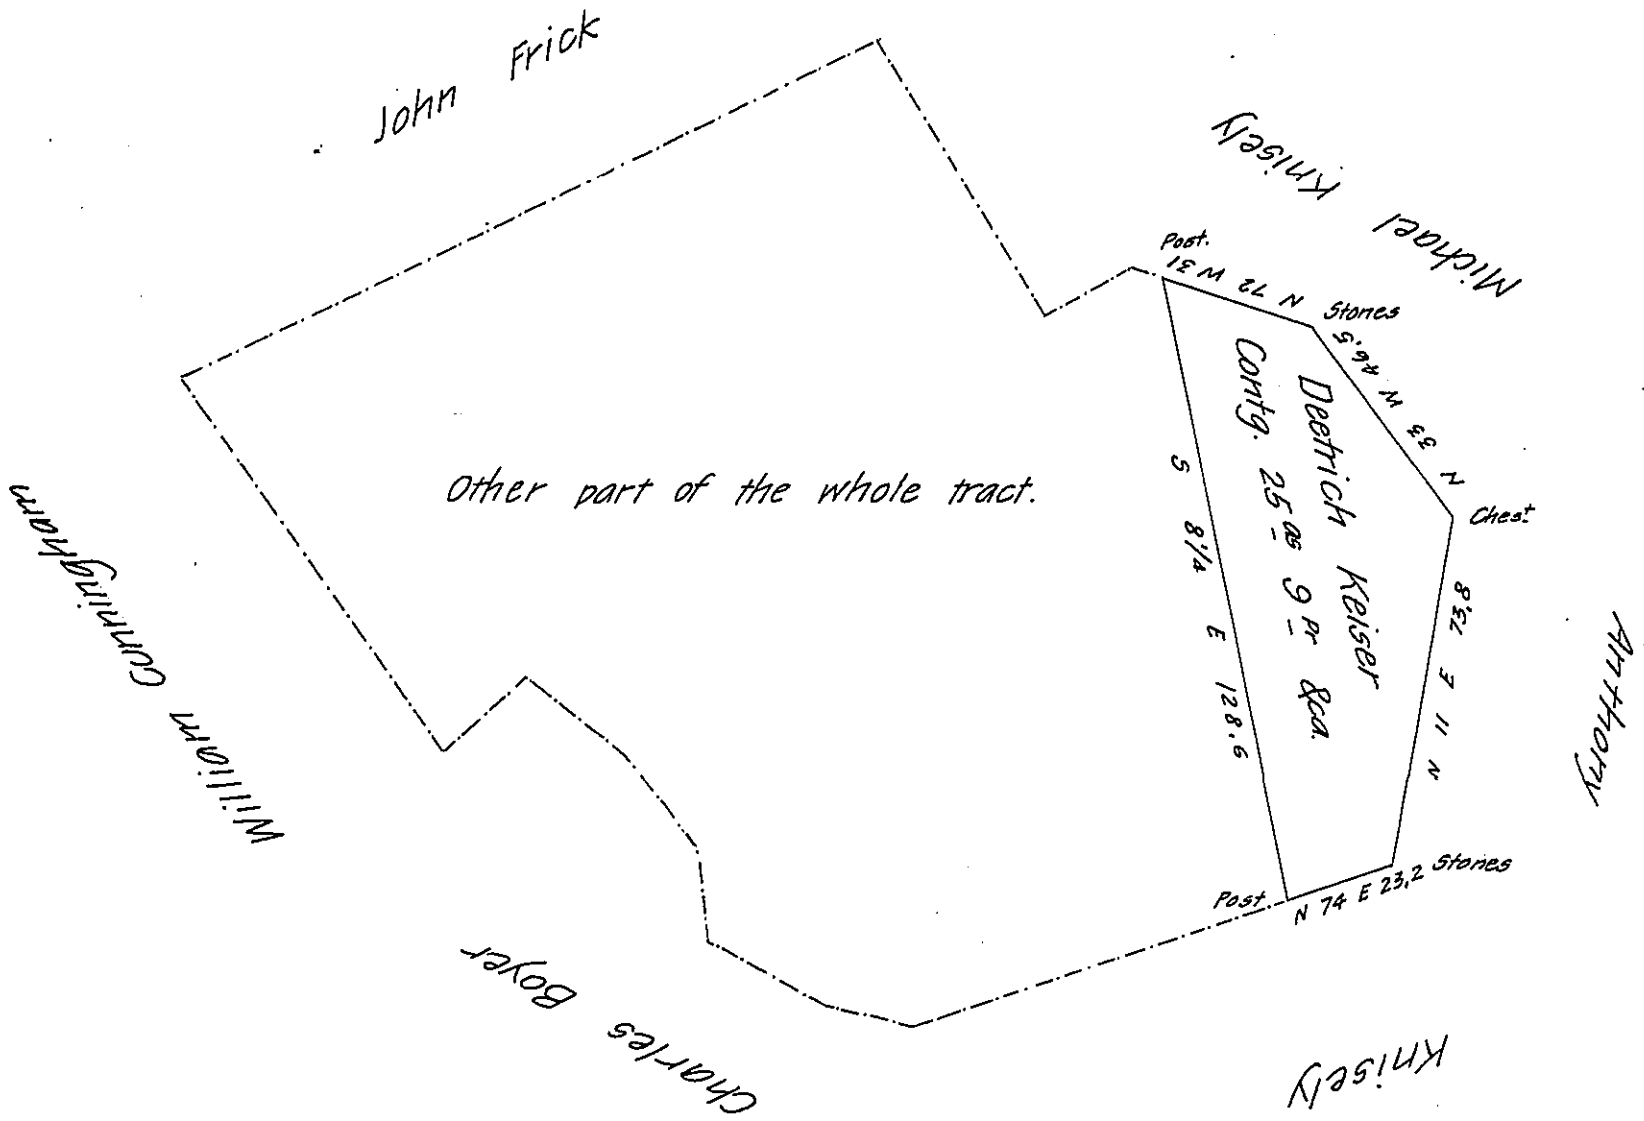 John Frick
Michael Knisely
Post.
N 72 W 31
Stones
N 33 W 46,5
Chest
Deetrich Keiser
Contg. 25 as 9 pr &ca.
S 8 1/4 E 128.6
N 11 E 73,8
Other part of the whole tract.
William Cunningham
Anthony
Knisely
Stones
Post
N 74 E 23,2
Charles Boyer